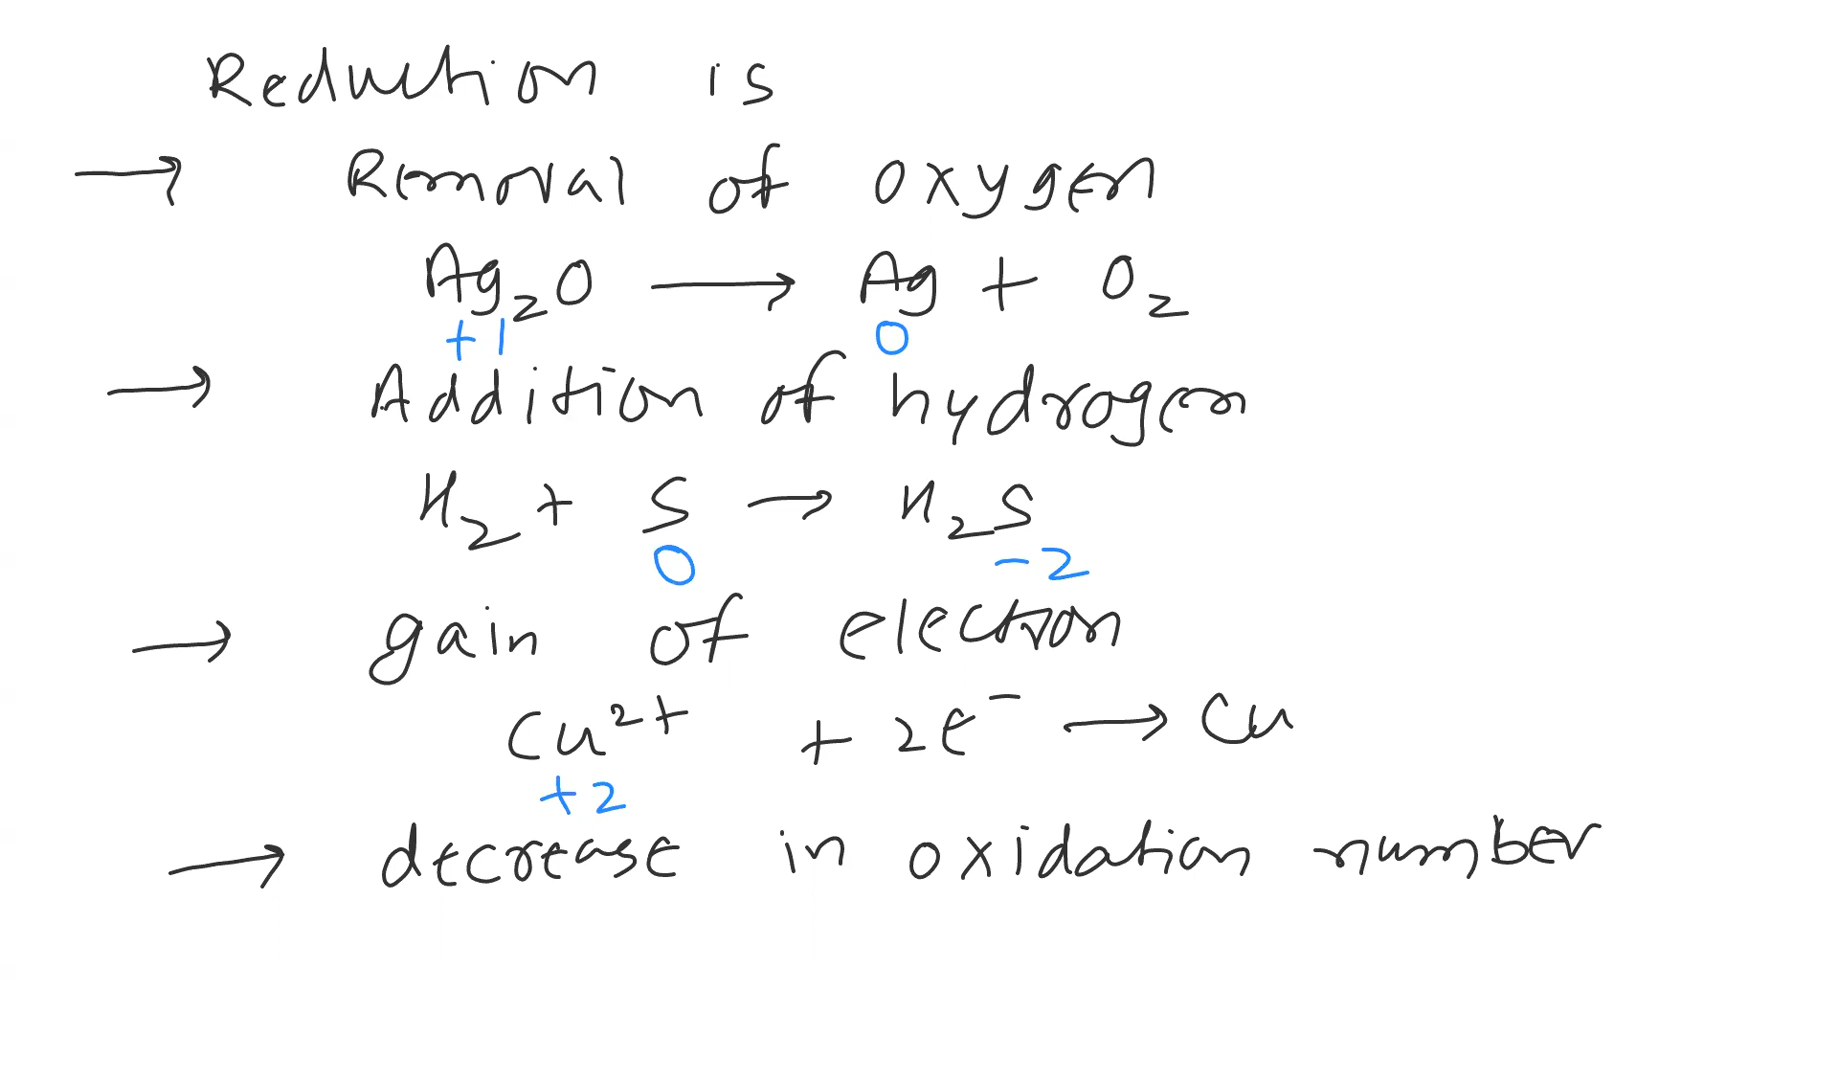 Reduction is
→ Removal of oxygen
Ag₂O → Ag + O₂
+1 0
→ Addition of hydrogen
H₂ + S → H₂S
0 -2
→ gain of electron
Cu²⁺ + 2e⁻ → Cu
+2
→ decrease in oxidation number